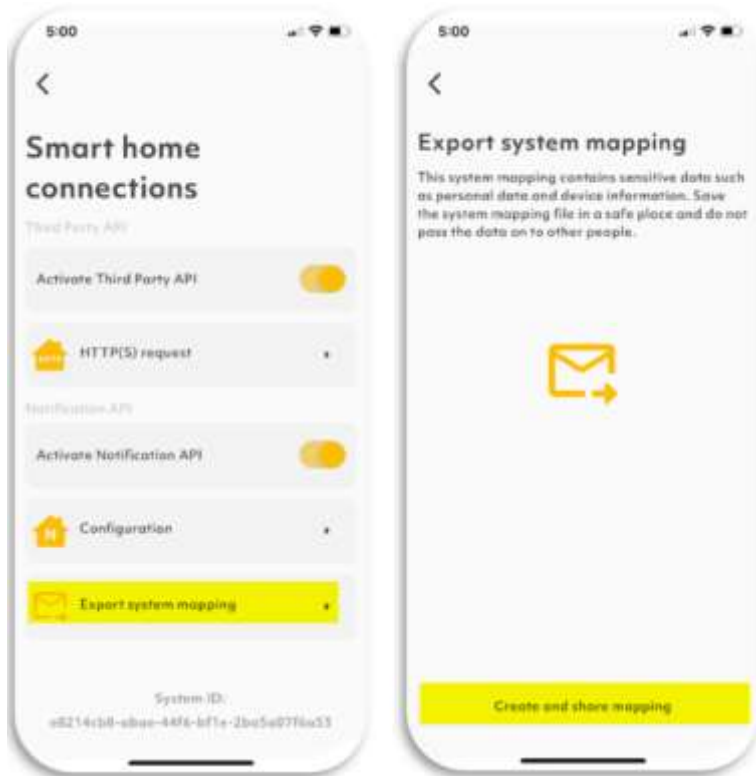 5:00
Smart home
connections
Third Party API
Activate Third Party API
HTTP(S) request
Notification API
Activate Notification API
N
Configuration
Export system mapping
System ID:
5:00
Export system mapping
This system mapping contains sensitive data such
as personal data and device information. Save
the system mapping file in a safe place and do not
pass the data on to other people.
Create and share mapping